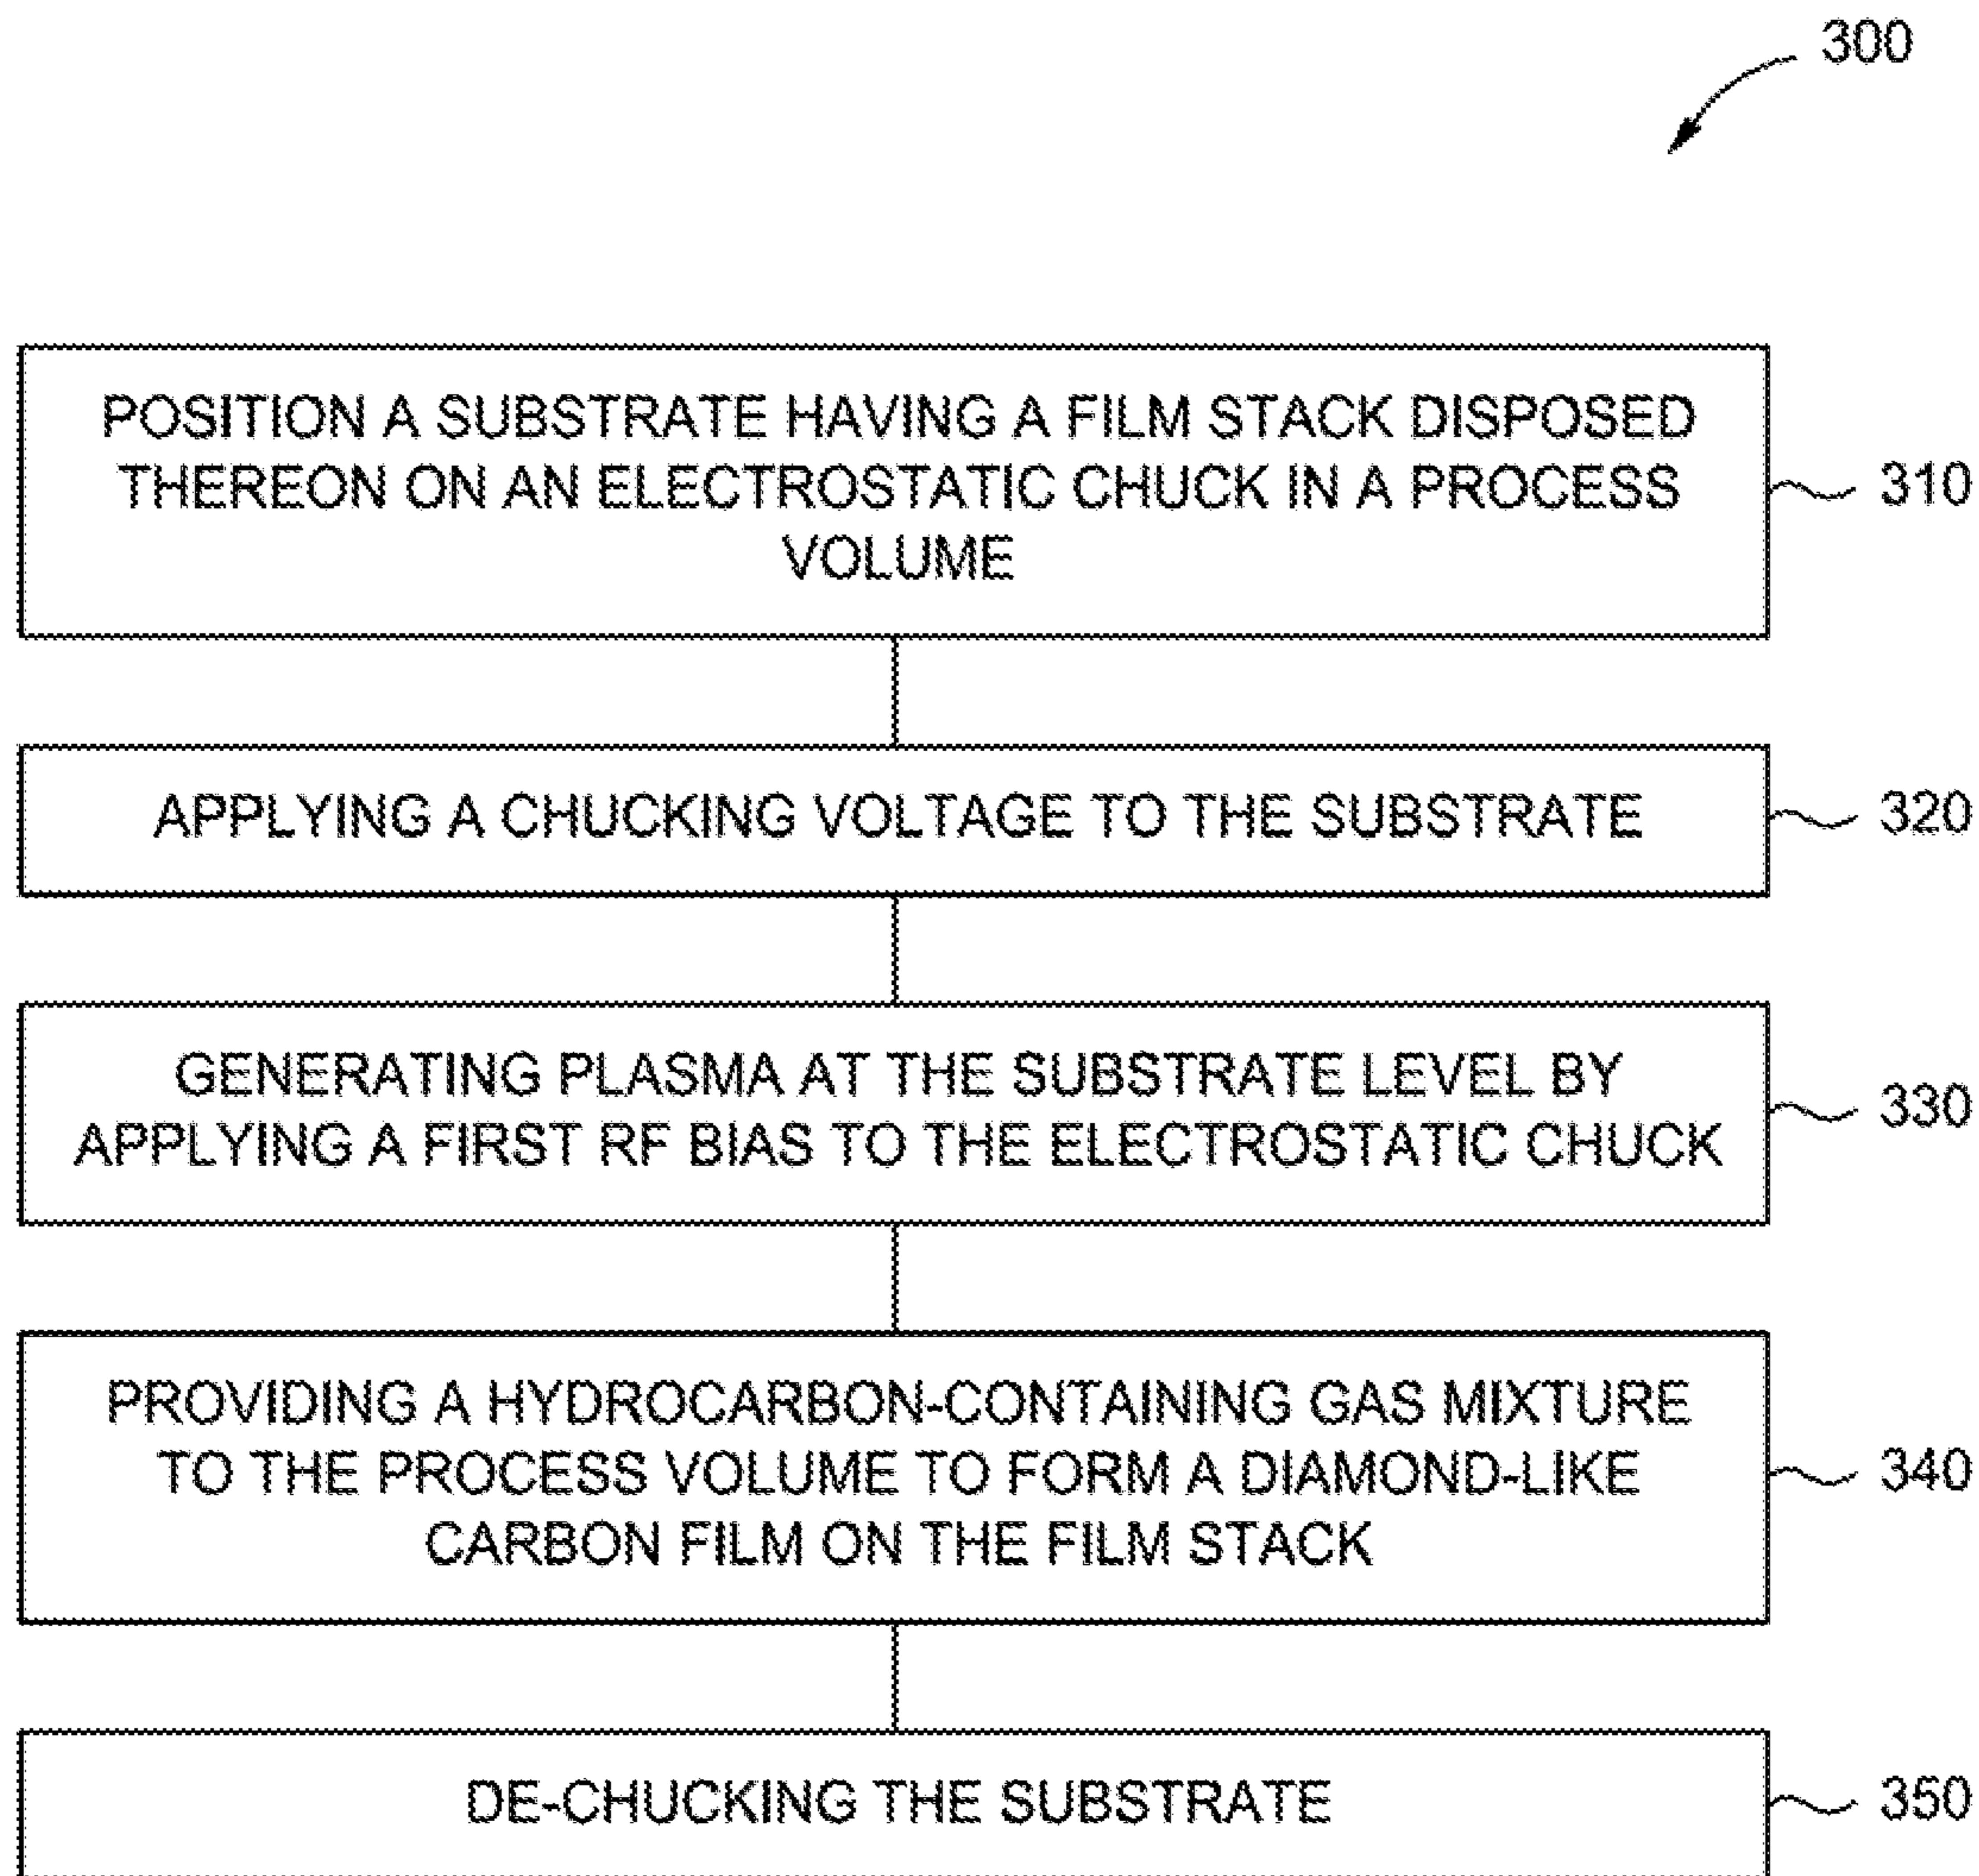 300
POSITION A SUBSTRATE HAVING A FILM STACK DISPOSED
THEREON ON AN ELECTROSTATIC CHUCK IN A PROCESS
VOLUME
310
APPLYING A CHUCKING VOLTAGE TO THE SUBSTRATE
320
GENERATING PLASMA AT THE SUBSTRATE LEVEL BY
APPLYING A FIRST RF BIAS TO THE ELECTROSTATIC CHUCK
330
PROVIDING A HYDROCARBON-CONTAINING GAS MIXTURE
TO THE PROCESS VOLUME TO FORM A DIAMOND-LIKE
CARBON FILM ON THE FILM STACK
340
DE-CHUCKING THE SUBSTRATE
350